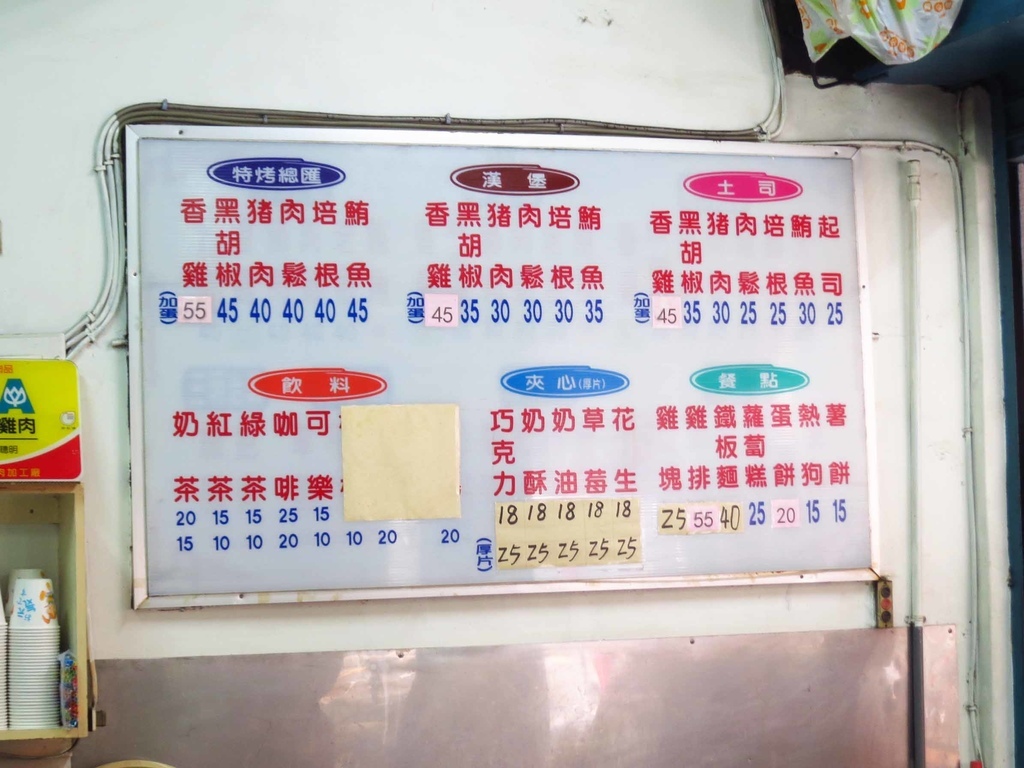 特烤總匯
(加蛋)
香雞 55
黑胡椒 45
猪肉 40
肉鬆 40
培根 40
鮪魚 45
漢堡
(加蛋)
香雞 45
黑胡椒 35
猪肉 30
肉鬆 30
培根 30
鮪魚 35
土司
(加蛋)
香雞 45
黑胡椒 35
猪肉 30
肉鬆 25
培根 25
鮪魚 30
起司 25
飲料
奶茶 20 15
紅茶 15 10
綠茶 15 10
咖啡 25 20
可樂 15 10
10
20
20
夾心(厚片)
(厚片)
巧克力 18 25
奶酥 18 25
奶油 18 25
草莓 18 25
花生 18 25
餐點
雞塊 25
雞排 55
鐵板麵 40
蘿蔔糕 25
蛋餅 20
熱狗 15
薯餅 15
雞肉
肉加工廠